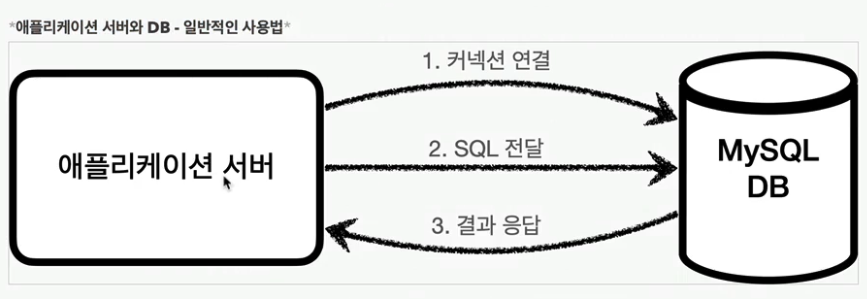 *애플리케이션 서버와 DB - 일반적인 사용법*
1. 커넥션 연결
애플리케이션 서버
2. SQL 전달
MySQL
DB
3. 결과 응답